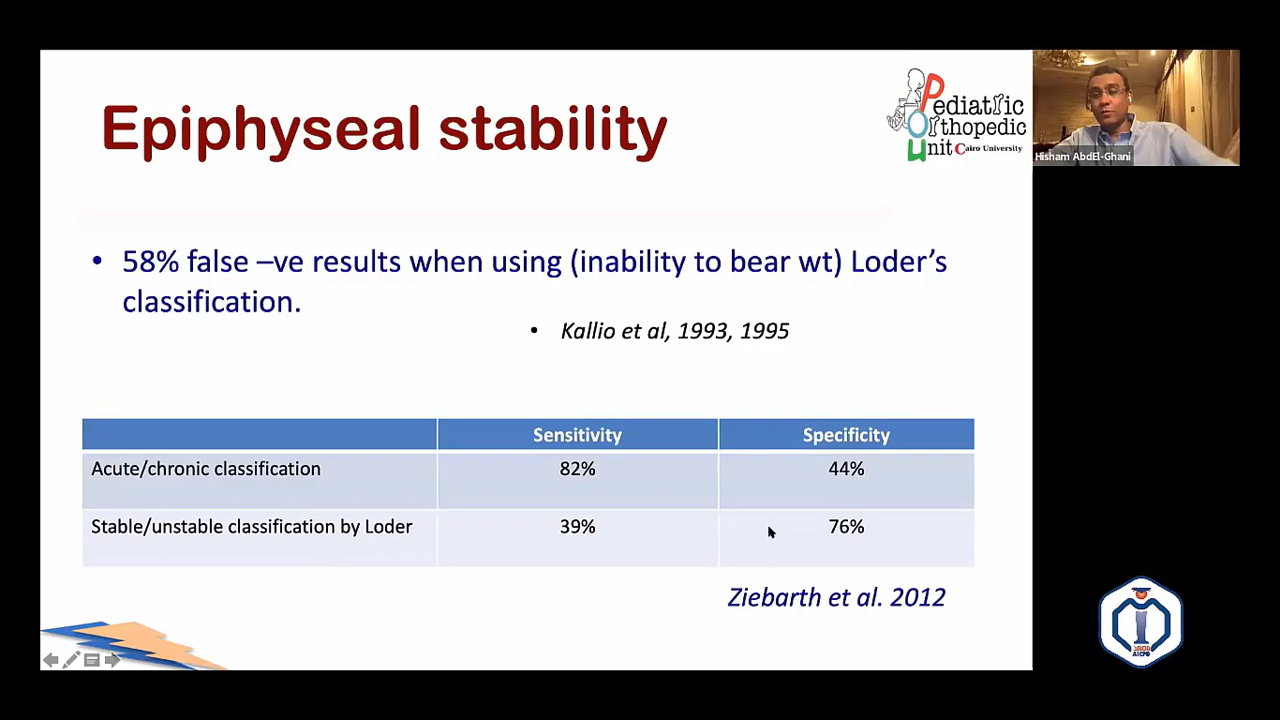 Epiphyseal stability
Pediatric
Orthopedic
Unit Cairo University
Hisham AbdEl-Ghani
• 58% false –ve results when using (inability to bear wt) Loder’s
classification.
• Kallio et al, 1993, 1995
Sensitivity Specificity
Acute/chronic classification 82% 44%
Stable/unstable classification by Loder 39% 76%
Ziebarth et al. 2012